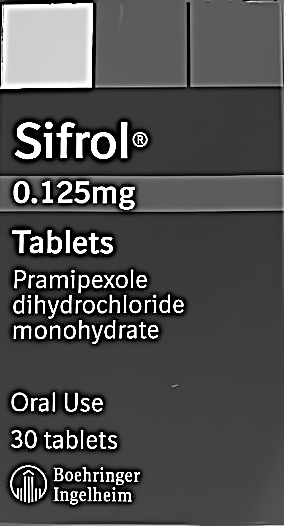 Sifrol®
0.125mg
Tablets
Pramipexole
dihydrochloride
monohydrate
Oral Use
30 tablets
Boehringer
Ingelheim